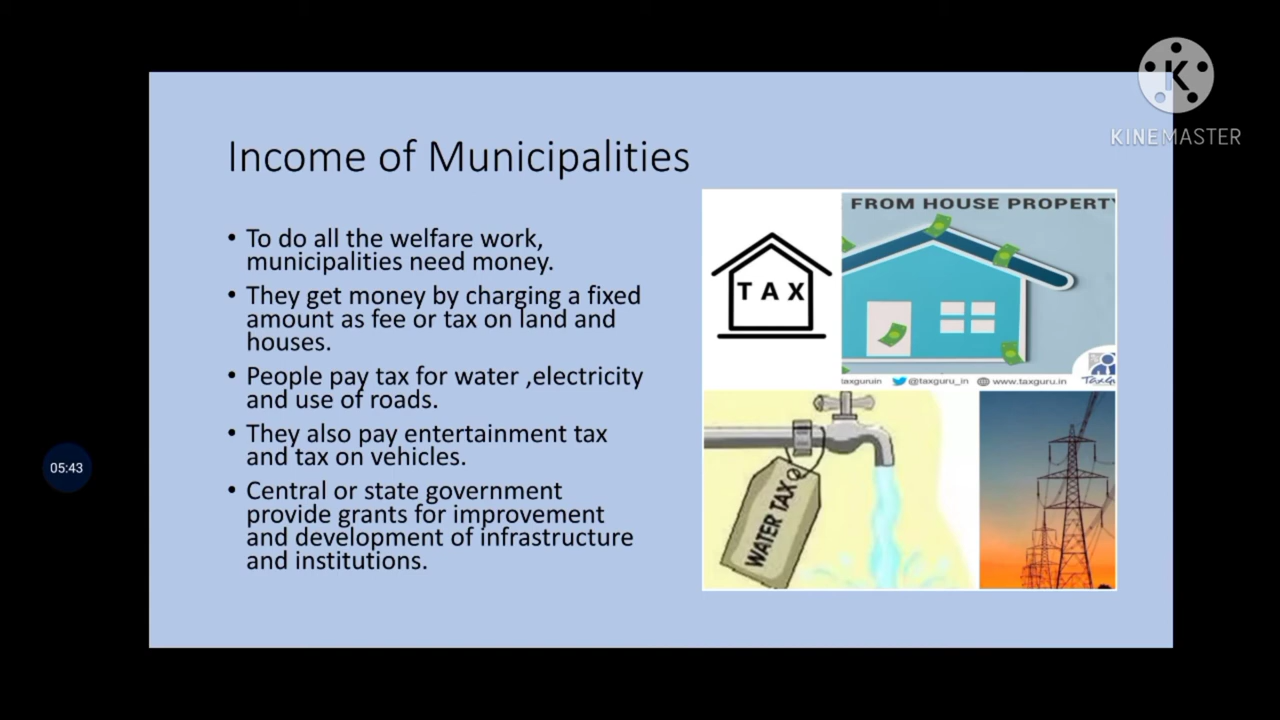 KINEMASTER
Income of Municipalities
• To do all the welfare work,
municipalities need money.
• They get money by charging a fixed
amount as fee or tax on land and
houses.
• People pay tax for water ,electricity
and use of roads.
• They also pay entertainment tax
and tax on vehicles.
• Central or state government
provide grants for improvement
and development of infrastructure
and institutions.
TAX
FROM HOUSE PROPERTY
taxguruin @taxguru_in www.taxguru.in
WATER TAX
05:43